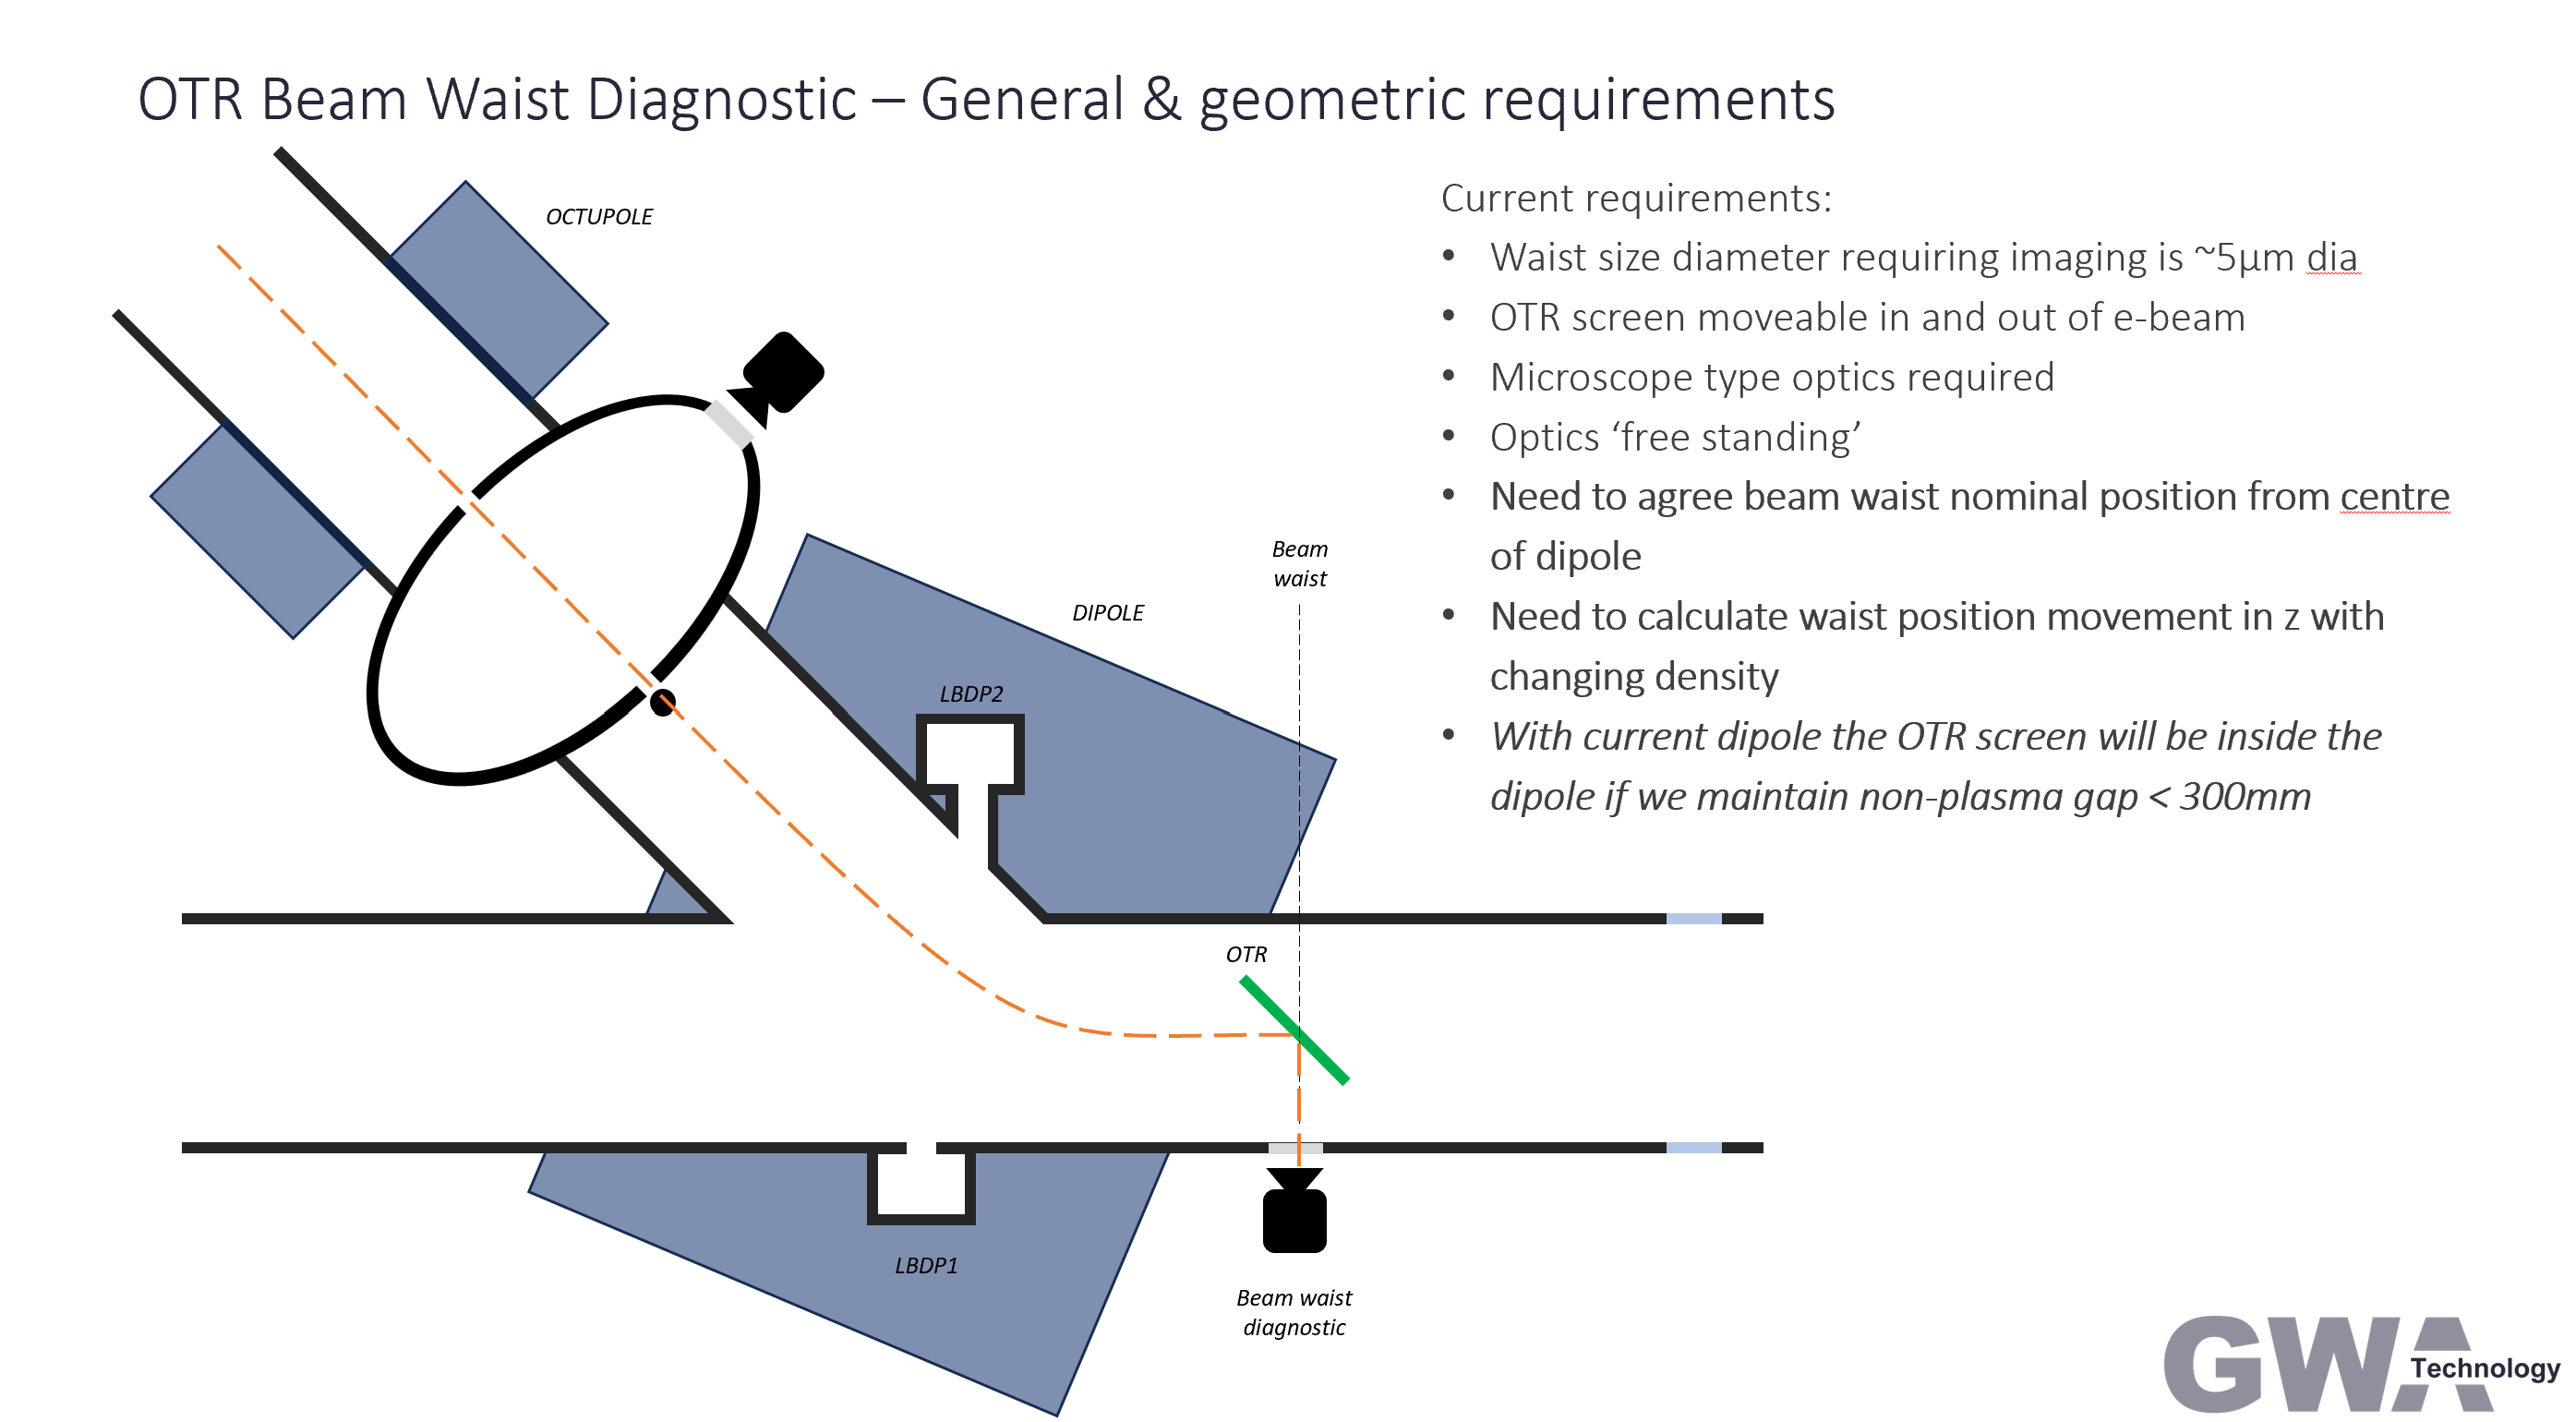 OTR Beam Waist Diagnostic – General & geometric requirements
OCTUPOLE
Current requirements:
• Waist size diameter requiring imaging is ~5µm dia
• OTR screen moveable in and out of e-beam
• Microscope type optics required
• Optics ‘free standing’
• Need to agree beam waist nominal position from centre
of dipole
• Need to calculate waist position movement in z with
changing density
• With current dipole the OTR screen will be inside the
dipole if we maintain non-plasma gap < 300mm
Beam
waist
DIPOLE
LBDP2
OTR
LBDP1
Beam waist
diagnostic
GWA
Technology